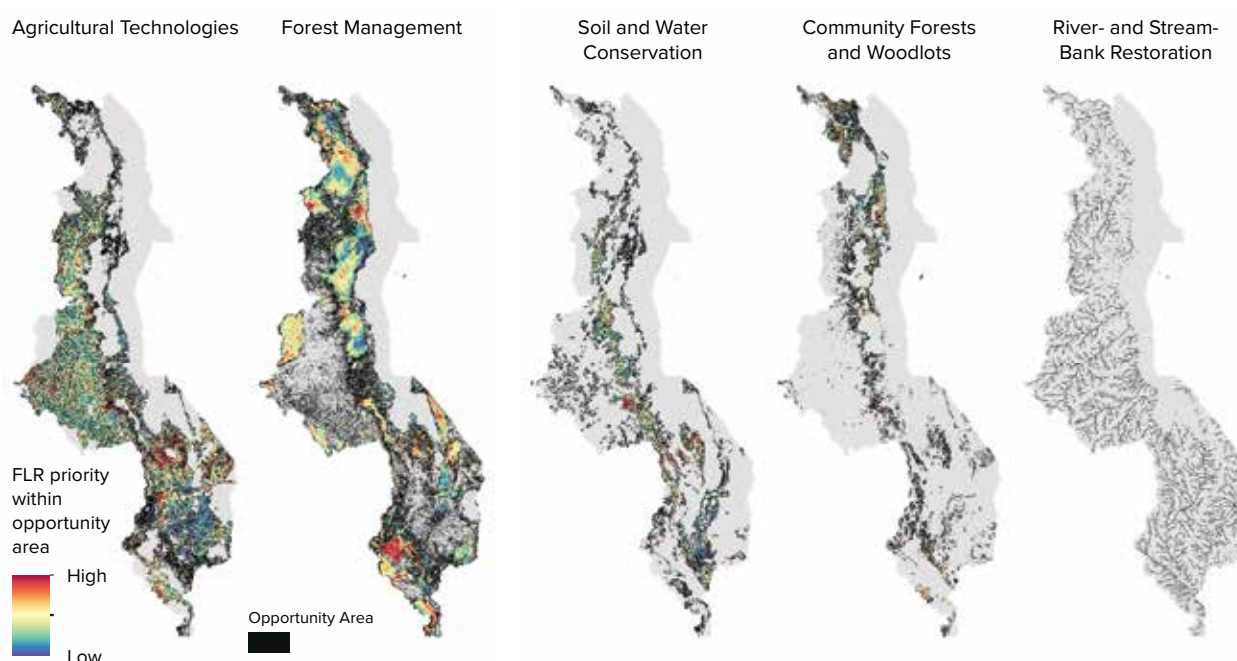 Agricultural Technologies
Forest Management
Soil and Water
Conservation
Community Forests
and Woodlots
River- and Stream-
Bank Restoration
FLR priority
within
opportunity
area
High
Low
Opportunity Area